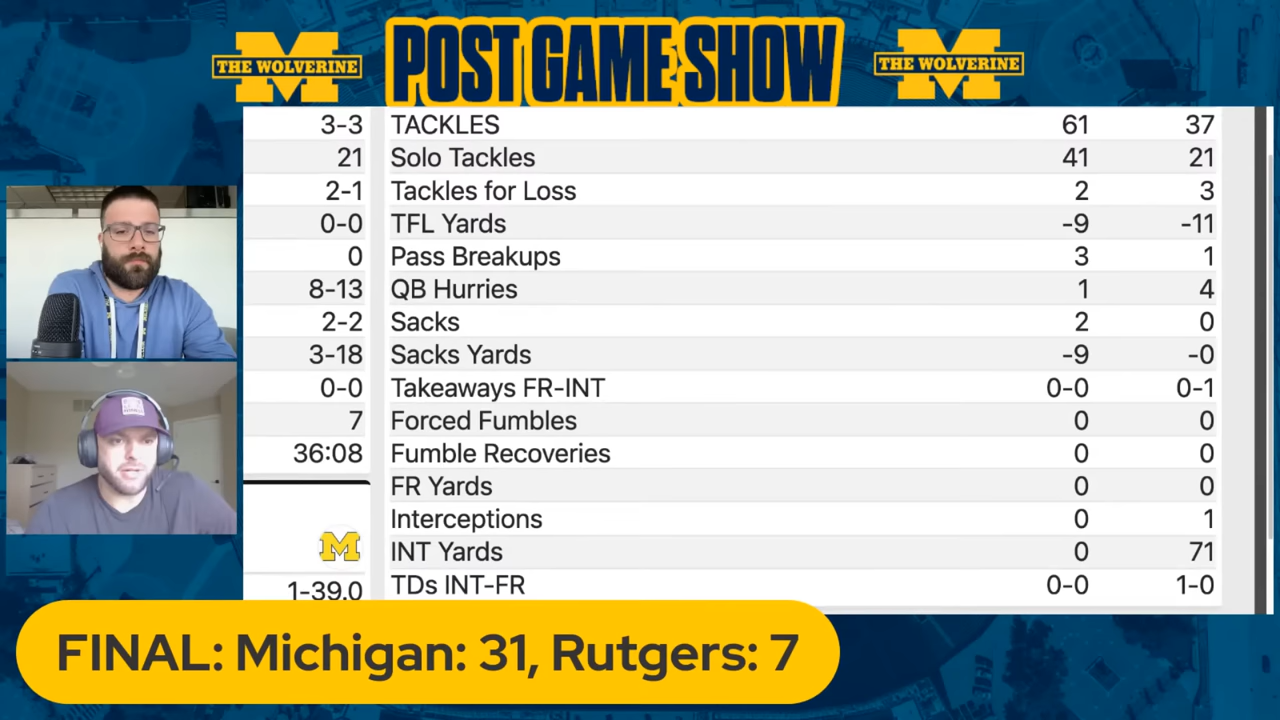 THE WOLVERINE
POST GAME SHOW
THE WOLVERINE
3-3 TACKLES 61 37
21 Solo Tackles 41 21
2-1 Tackles for Loss 2 3
0-0 TFL Yards -9 -11
0 Pass Breakups 3 1
8-13 QB Hurries 1 4
2-2 Sacks 2 0
3-18 Sacks Yards -9 -0
0-0 Takeaways FR-INT 0-0 0-1
7 Forced Fumbles 0 0
36:08 Fumble Recoveries 0 0
FR Yards 0 0
Interceptions 0 1
M INT Yards 0 71
1-39.0 TDs INT-FR 0-0 1-0
FINAL: Michigan: 31, Rutgers: 7